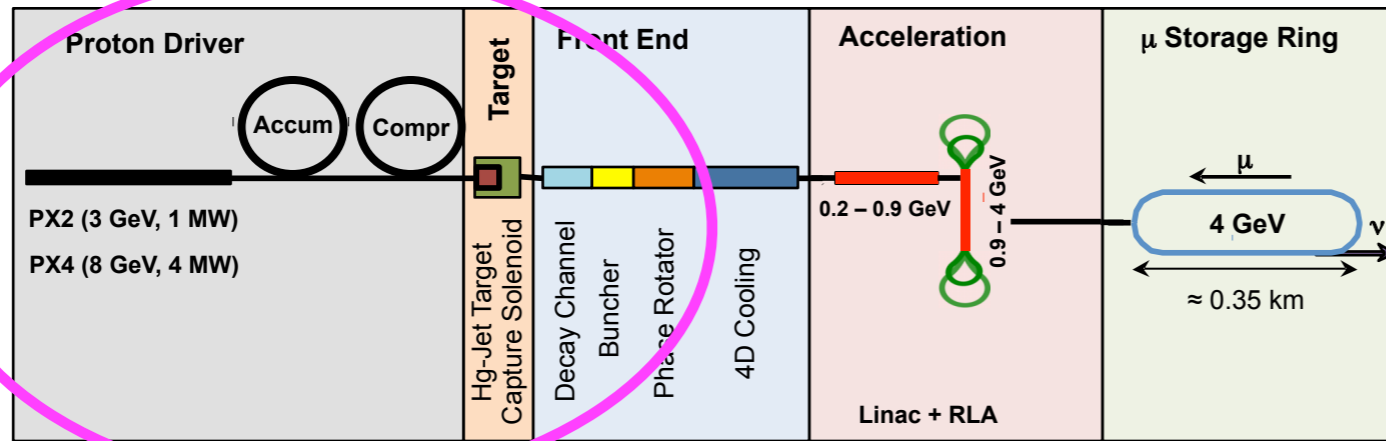 Proton Driver
Accum
Compr
PX2 (3 GeV, 1 MW)
PX4 (8 GeV, 4 MW)
Target
Hg-Jet Target
Capture Solenoid
Front End
Decay Channel
Buncher
Phase Rotator
4D Cooling
Acceleration
0.2 – 0.9 GeV
0.9 – 4 GeV
Linac + RLA
μ Storage Ring
μ
4 GeV
ν
≈ 0.35 km